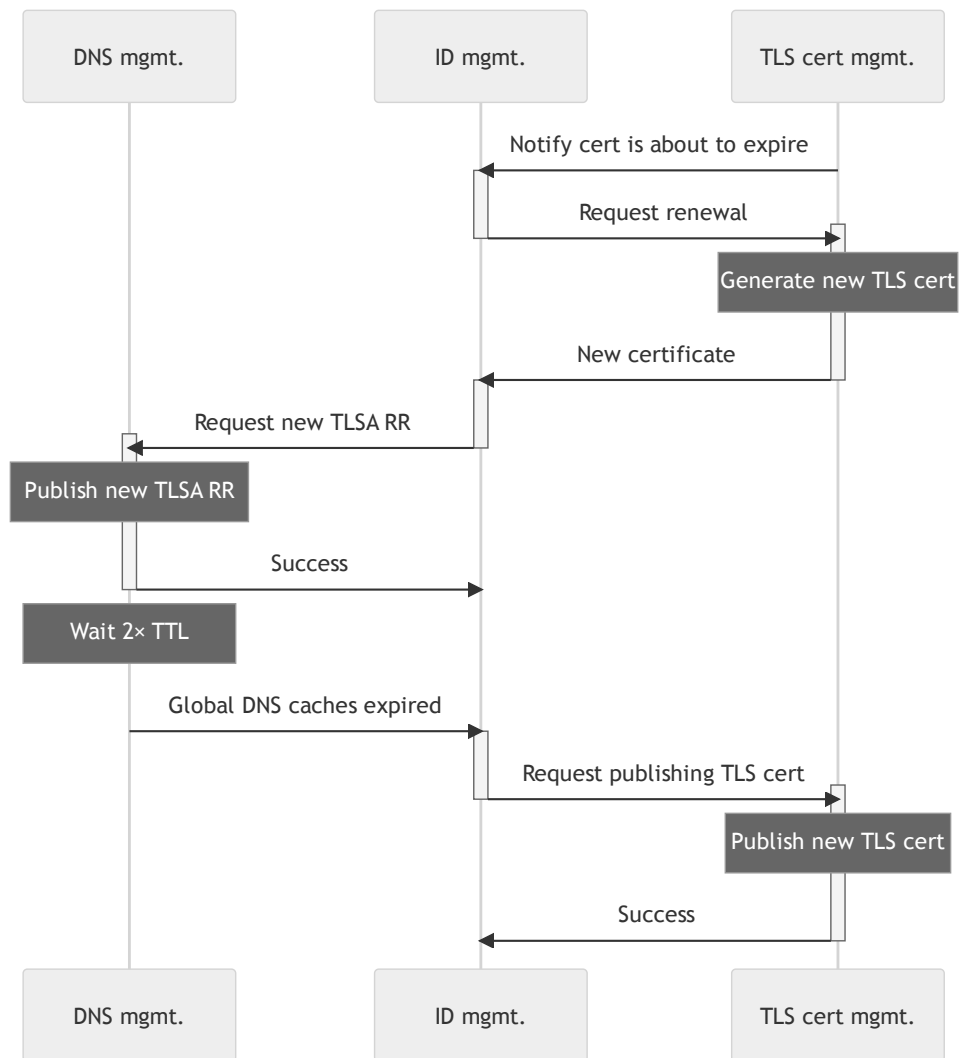 DNS mgmt.
ID mgmt.
TLS cert mgmt.
Notify cert is about to expire
Request renewal
Generate new TLS cert
New certificate
Request new TLSA RR
Publish new TLSA RR
Success
Wait 2× TTL
Global DNS caches expired
Request publishing TLS cert
Publish new TLS cert
Success
DNS mgmt.
ID mgmt.
TLS cert mgmt.